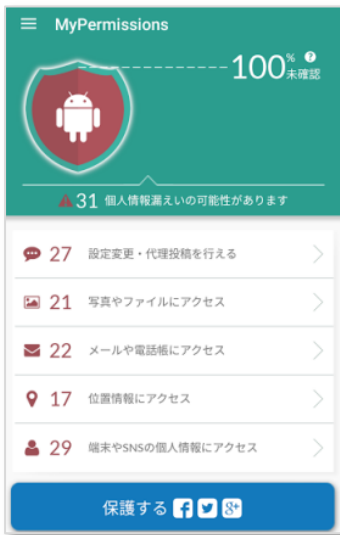 MyPermissions
100% ?
未確認
31 個人情報漏えいの可能性があります
27 設定変更・代理投稿を行える
21 写真やファイルにアクセス
22 メールや電話帳にアクセス
17 位置情報にアクセス
29 端末やSNSの個人情報にアクセス
保護する f g+